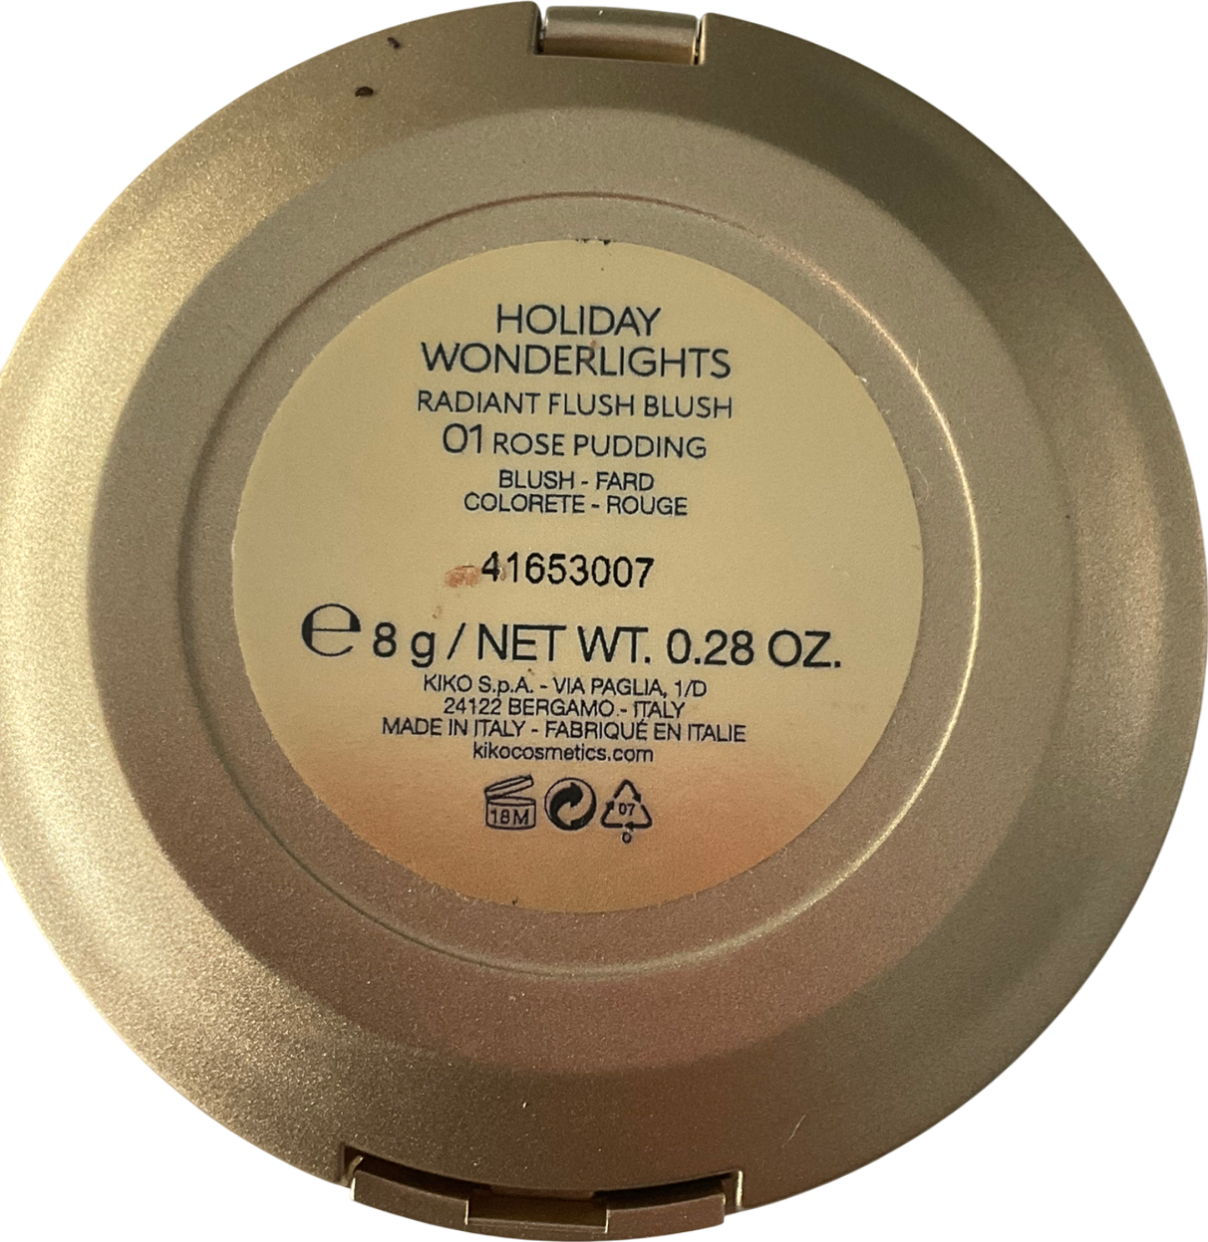 HOLIDAY
WONDERLIGHTS
RADIANT FLUSH BLUSH
01 ROSE PUDDING
BLUSH - FARD
COLORETE - ROUGE
41653007
℮ 8 g / NET WT. 0.28 OZ.
KIKO S.p.A. - VIA PAGLIA, 1/D
24122 BERGAMO - ITALY
MADE IN ITALY - FABRIQUÉ EN ITALIE
kikocosmetics.com
18M 07
O